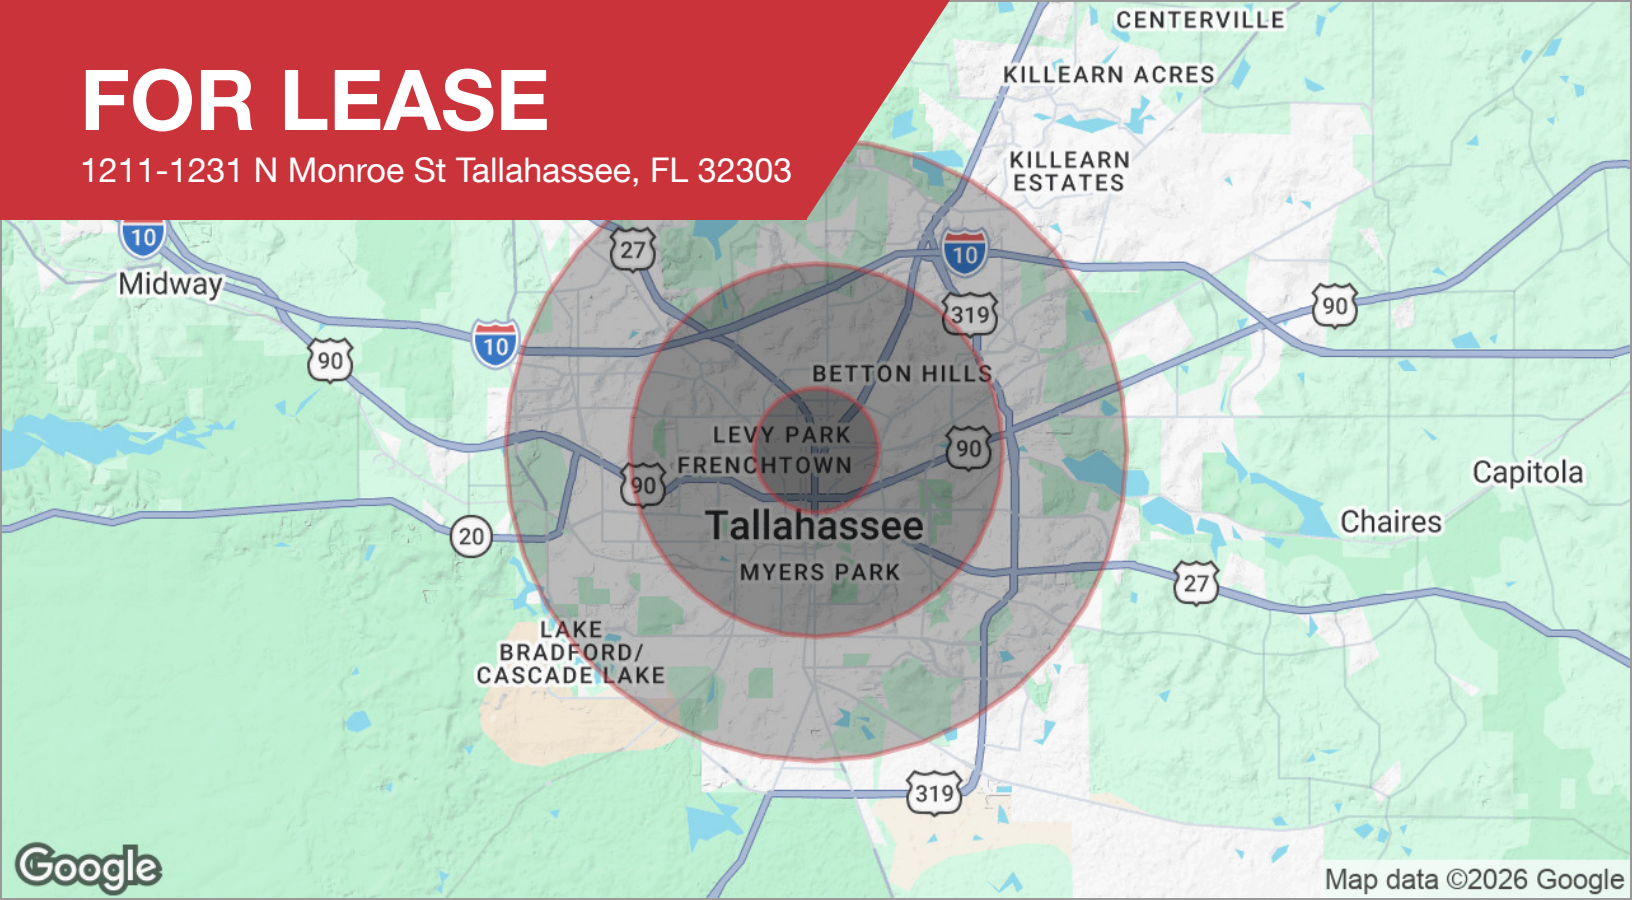 FOR LEASE
1211-1231 N Monroe St Tallahassee, FL 32303
CENTERVILLE
KILLEARN ACRES
KILLEARN
ESTATES
10
Midway
27
10
319
90
10
90
BETTON HILLS
LEVY PARK
FRENCHTOWN
90
90
Capitola
20
Tallahassee
Chaires
MYERS PARK
27
LAKE
BRADFORD/
CASCADE LAKE
319
Google
Map data ©2026 Google